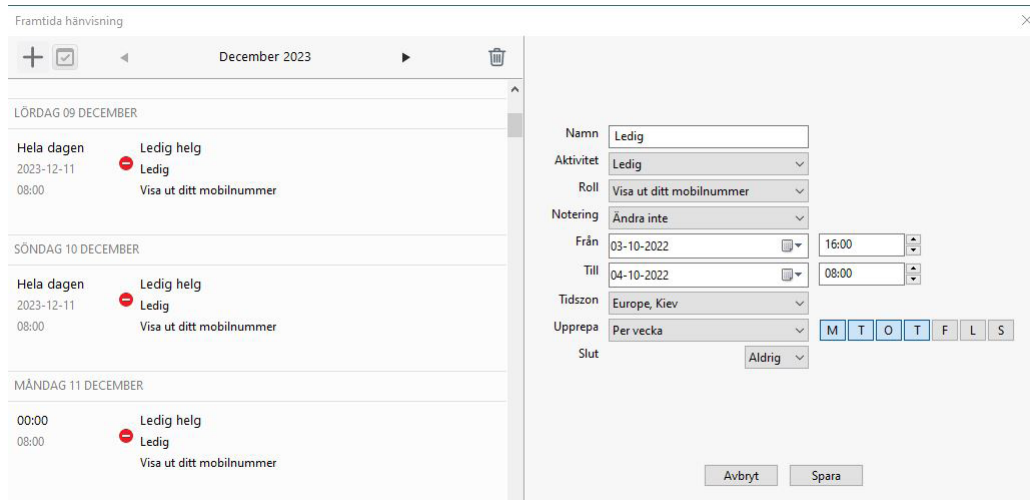 Framtida hänvisning
December 2023
LÖRDAG 09 DECEMBER
Hela dagen Ledig helg
2023-12-11 Ledig
08:00 Visa ut ditt mobilnummer
SÖNDAG 10 DECEMBER
Hela dagen Ledig helg
2023-12-11 Ledig
08:00 Visa ut ditt mobilnummer
MÅNDAG 11 DECEMBER
00:00 Ledig helg
08:00 Ledig
Visa ut ditt mobilnummer
Namn Ledig
Aktivitet Ledig
Roll Visa ut ditt mobilnummer
Notering Ändra inte
Från 03-10-2022 16:00
Till 04-10-2022 08:00
Tidszon Europe, Kiev
Upprepa Per vecka M T O T F L S
Slut Aldrig
Avbryt Spara